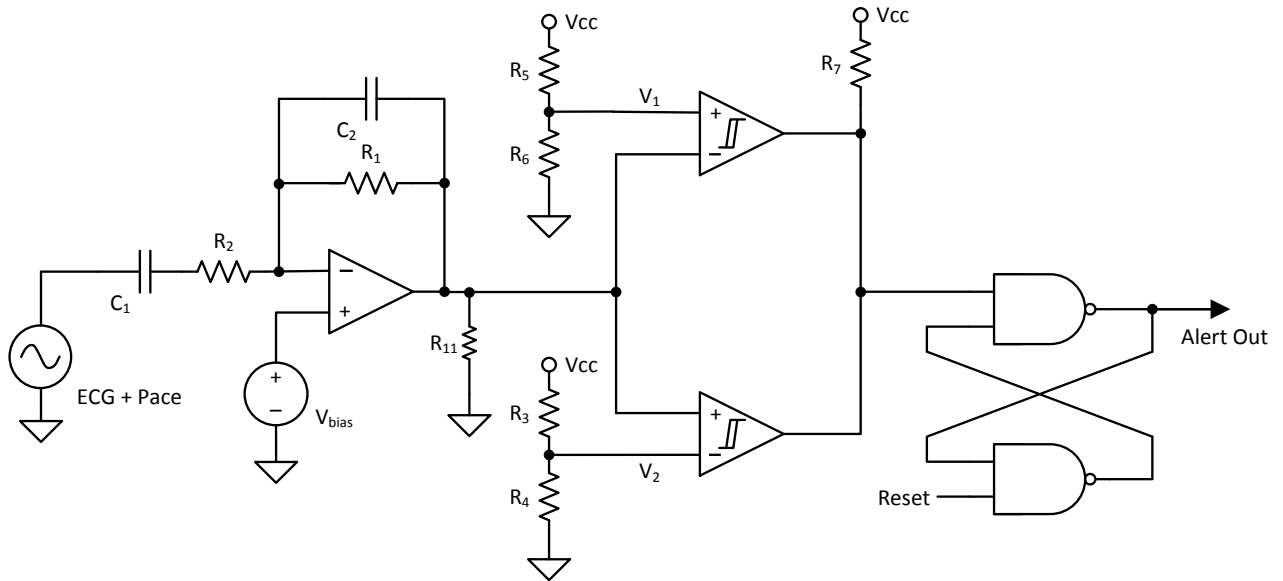 Vcc
Vcc
R5
R7
V1
C2
R6
R1
R2
C1
R11
Vcc
ECG + Pace
Vbias
R3
V2
R4
Alert Out
Reset
+
−
+
−
−
+
+
−